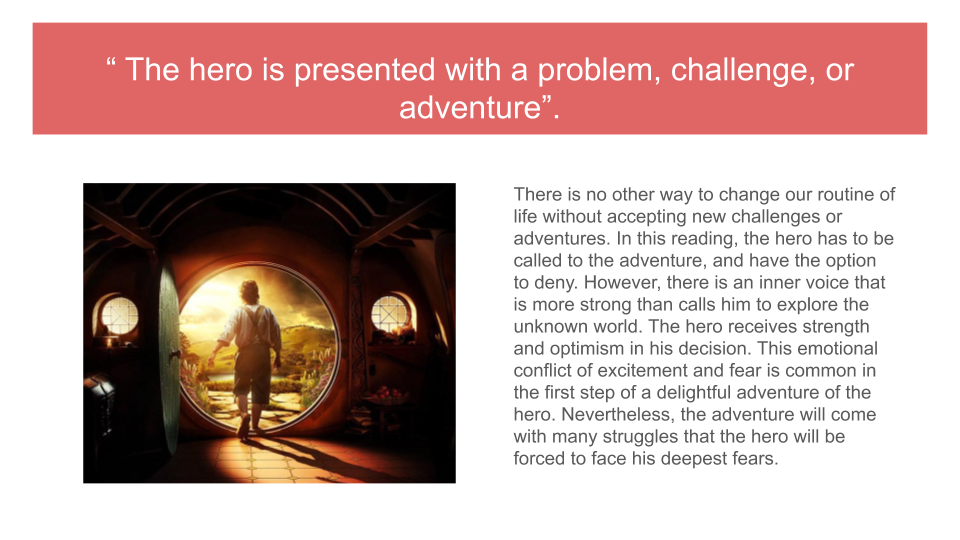 “ The hero is presented with a problem, challenge, or
adventure”.
There is no other way to change our routine of
life without accepting new challenges or
adventures. In this reading, the hero has to be
called to the adventure, and have the option
to deny. However, there is an inner voice that
is more strong than calls him to explore the
unknown world. The hero receives strength
and optimism in his decision. This emotional
conflict of excitement and fear is common in
the first step of a delightful adventure of the
hero. Nevertheless, the adventure will come
with many struggles that the hero will be
forced to face his deepest fears.